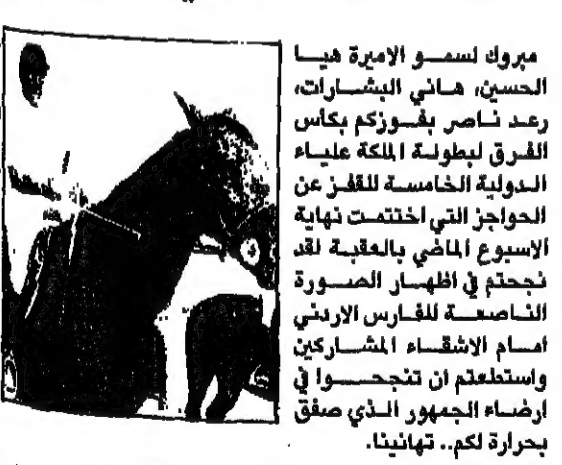 مبروك لسمو الاميرة هيا
الحسين، هاني البشارات،
رعد ناصر بفوزكم بكاس
الفرق لبطولة الملكة علياء
الدولية الخامسة للقفز عن
الحواجز التي اختتمت نهاية
الاسبوع الماضي بالعقبة لقد
نجحتم في اظهار الصورة
الناصعة للفارس الاردني
امام الاشقاء المشاركين
واستطعتم ان تنجحوا في
ارضاء الجمهور الذي صفق
بحرارة لكم.. تهانينا.